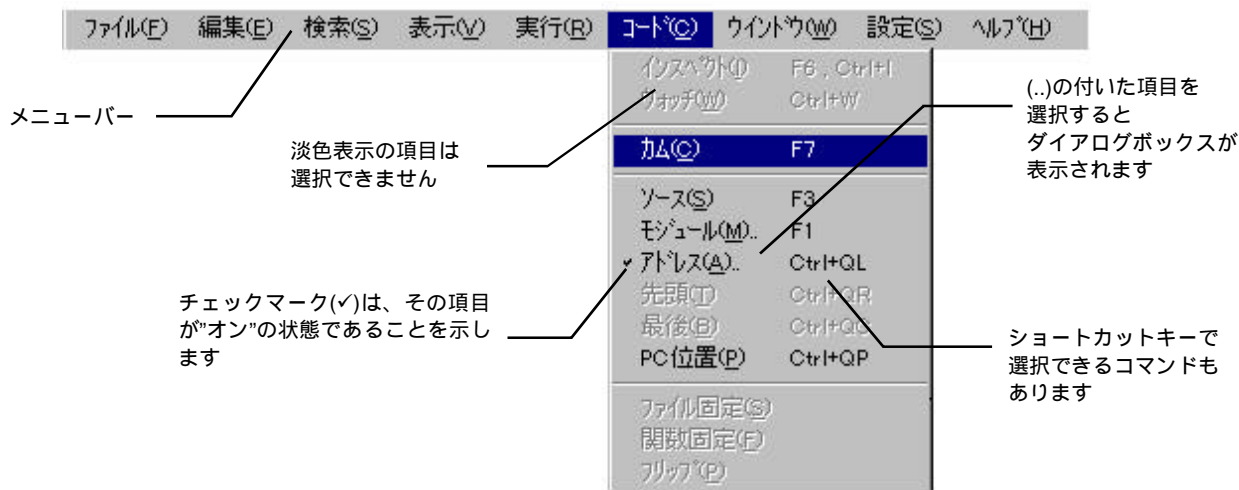 ファイル(F) 編集(E) 検索(S) 表示(V) 実行(R) コード(C) ウインドウ(W) 設定(S) ヘルプ(H)
メニューバー
淡色表示の項目は
選択できません
チェックマーク(✓)は、その項目
が”オン”の状態であることを示し
ます
インスペクト(I) F6 , Ctrl+I
ウォッチ(W) Ctrl+W
カム(C) F7
ソース(S) F3
モジュール(M).. F1
✓ アドレス(A).. Ctrl+QL
先頭(T) Ctrl+QR
最後(B) Ctrl+QC
PC位置(P) Ctrl+QP
ファイル固定(S)
関数固定(F)
フリップ(P)
(..)の付いた項目を
選択すると
ダイアログボックスが
表示されます
ショートカットキーで
選択できるコマンドも
あります